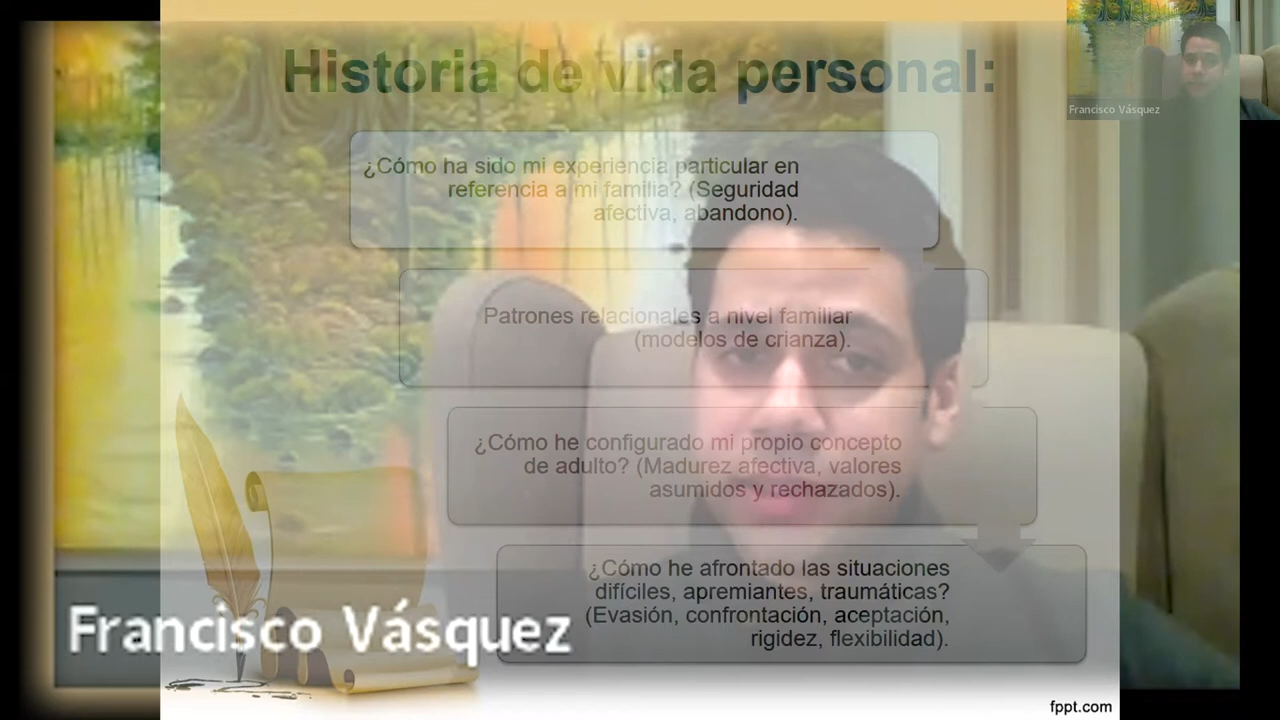 Historia de vida personal:
Francisco Vásquez
¿Cómo ha sido mi experiencia particular en
referencia a mi familia? (Seguridad
afectiva, abandono).
Patrones relacionales a nivel familiar
(modelos de crianza).
¿Cómo he configurado mi propio concepto
de adulto? (Madurez afectiva, valores
asumidos y rechazados).
¿Cómo he afrontado las situaciones
difíciles, apremiantes, traumáticas?
(Evasión, confrontación, aceptación,
rigidez, flexibilidad).
Francisco Vásquez
fppt.com